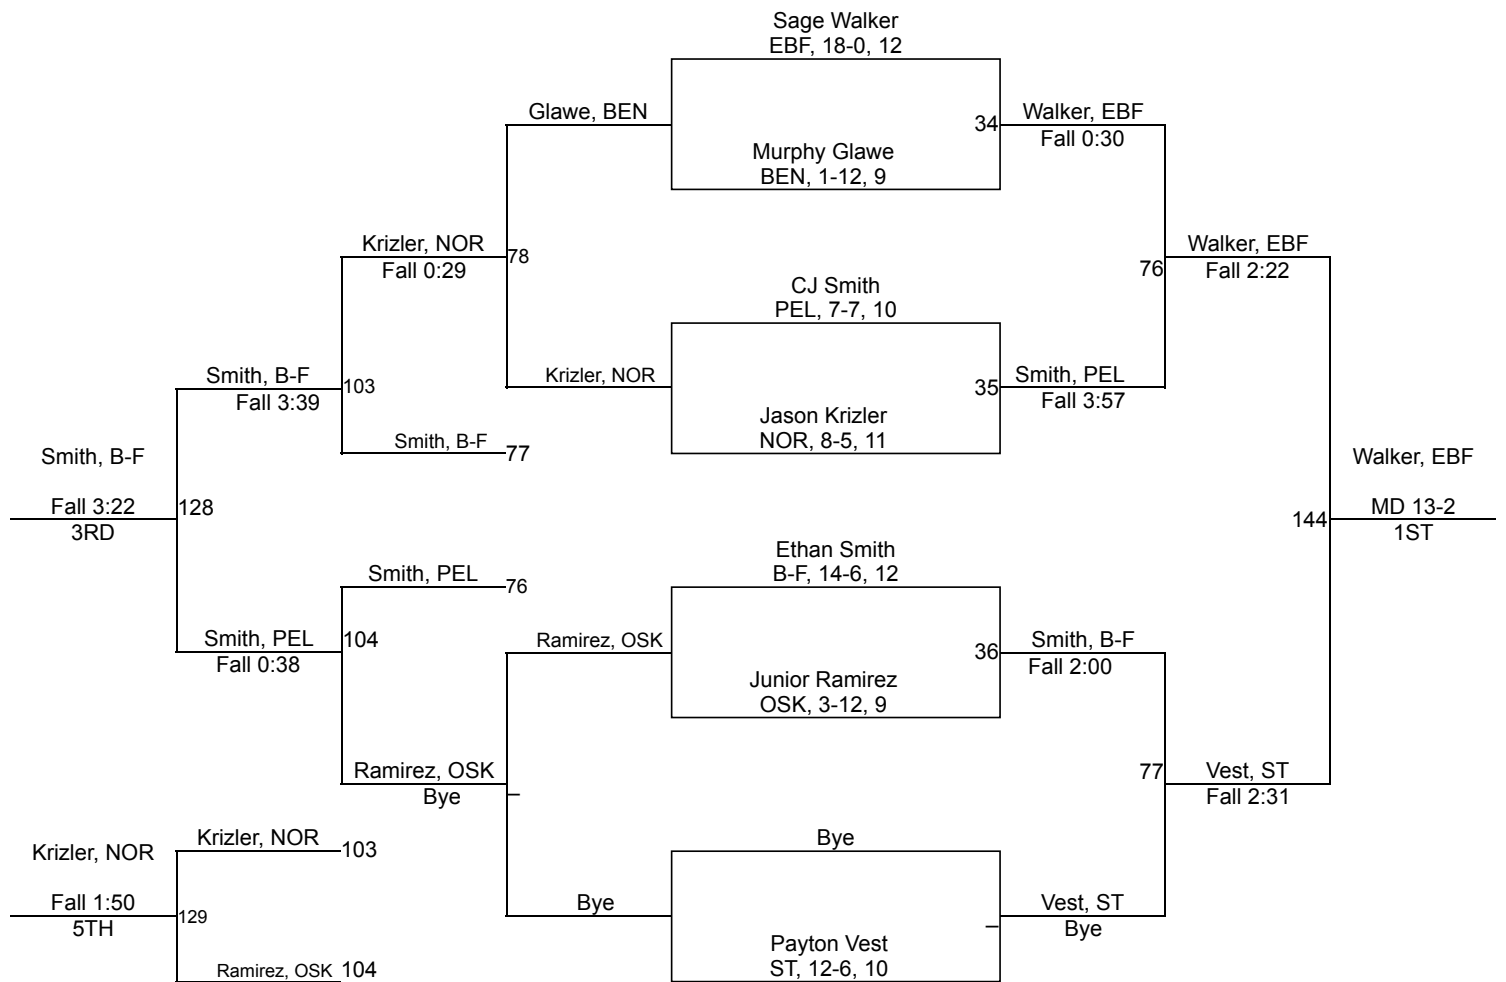 Sage Walker
EBF, 18-0, 12
Glawe, BEN
34
Walker, EBF
Fall 0:30
Murphy Glawe
BEN, 1-12, 9
Krizler, NOR
Fall 0:29
78
Walker, EBF
Fall 2:22
76
CJ Smith
PEL, 7-7, 10
Smith, B-F
Fall 3:39
103
Krizler, NOR
35
Smith, PEL
Fall 3:57
Jason Krizler
NOR, 8-5, 11
Smith, B-F
77
Smith, B-F
Fall 3:22
3RD
128
Walker, EBF
MD 13-2
1ST
144
Ethan Smith
B-F, 14-6, 12
Smith, PEL
76
Smith, PEL
Fall 0:38
104
Ramirez, OSK
36
Smith, B-F
Fall 2:00
Junior Ramirez
OSK, 3-12, 9
Ramirez, OSK
Bye
77
Vest, ST
Fall 2:31
Krizler, NOR
Fall 1:50
5TH
Krizler, NOR
103
129
Ramirez, OSK
104
Bye
Bye
Vest, ST
Bye
Payton Vest
ST, 12-6, 10